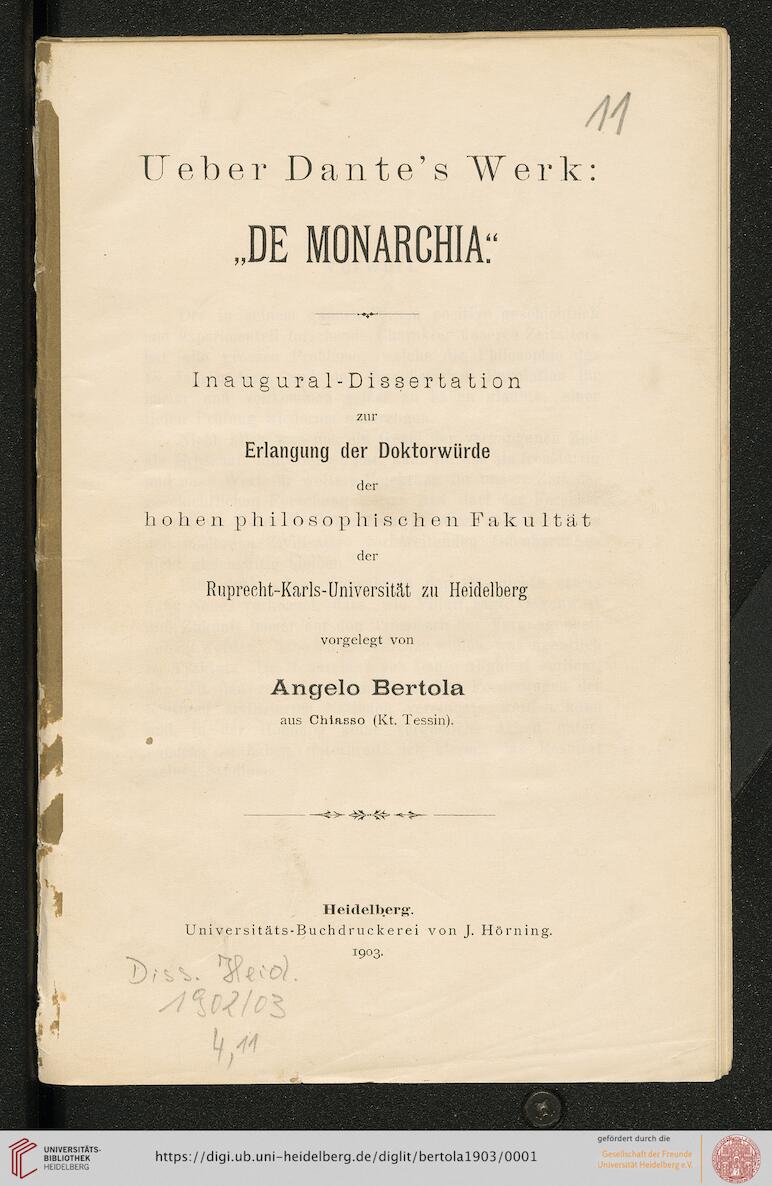 11
Ueber Dante's Werk:
„DE MONARCHIA.“
Inaugural-Dissertation
zur
Erlangung der Doktorwürde
der
hohen philosophischen Fakultät
der
Ruprecht-Karls-Universität zu Heidelberg
vorgelegt von
Angelo Bertola
aus Chiasso (Kt. Tessin).
Heidelberg.
Universitäts-Buchdruckerei von J. Hörning.
1903.
Diss. Heid.
1902/03
4,11
UNIVERSITÄTS-
BIBLIOTHEK
HEIDELBERG
https://digi.ub.uni-heidelberg.de/diglit/bertola1903/0001
gefördert durch die
Gesellschaft der Freunde
Universität Heidelberg e.V.